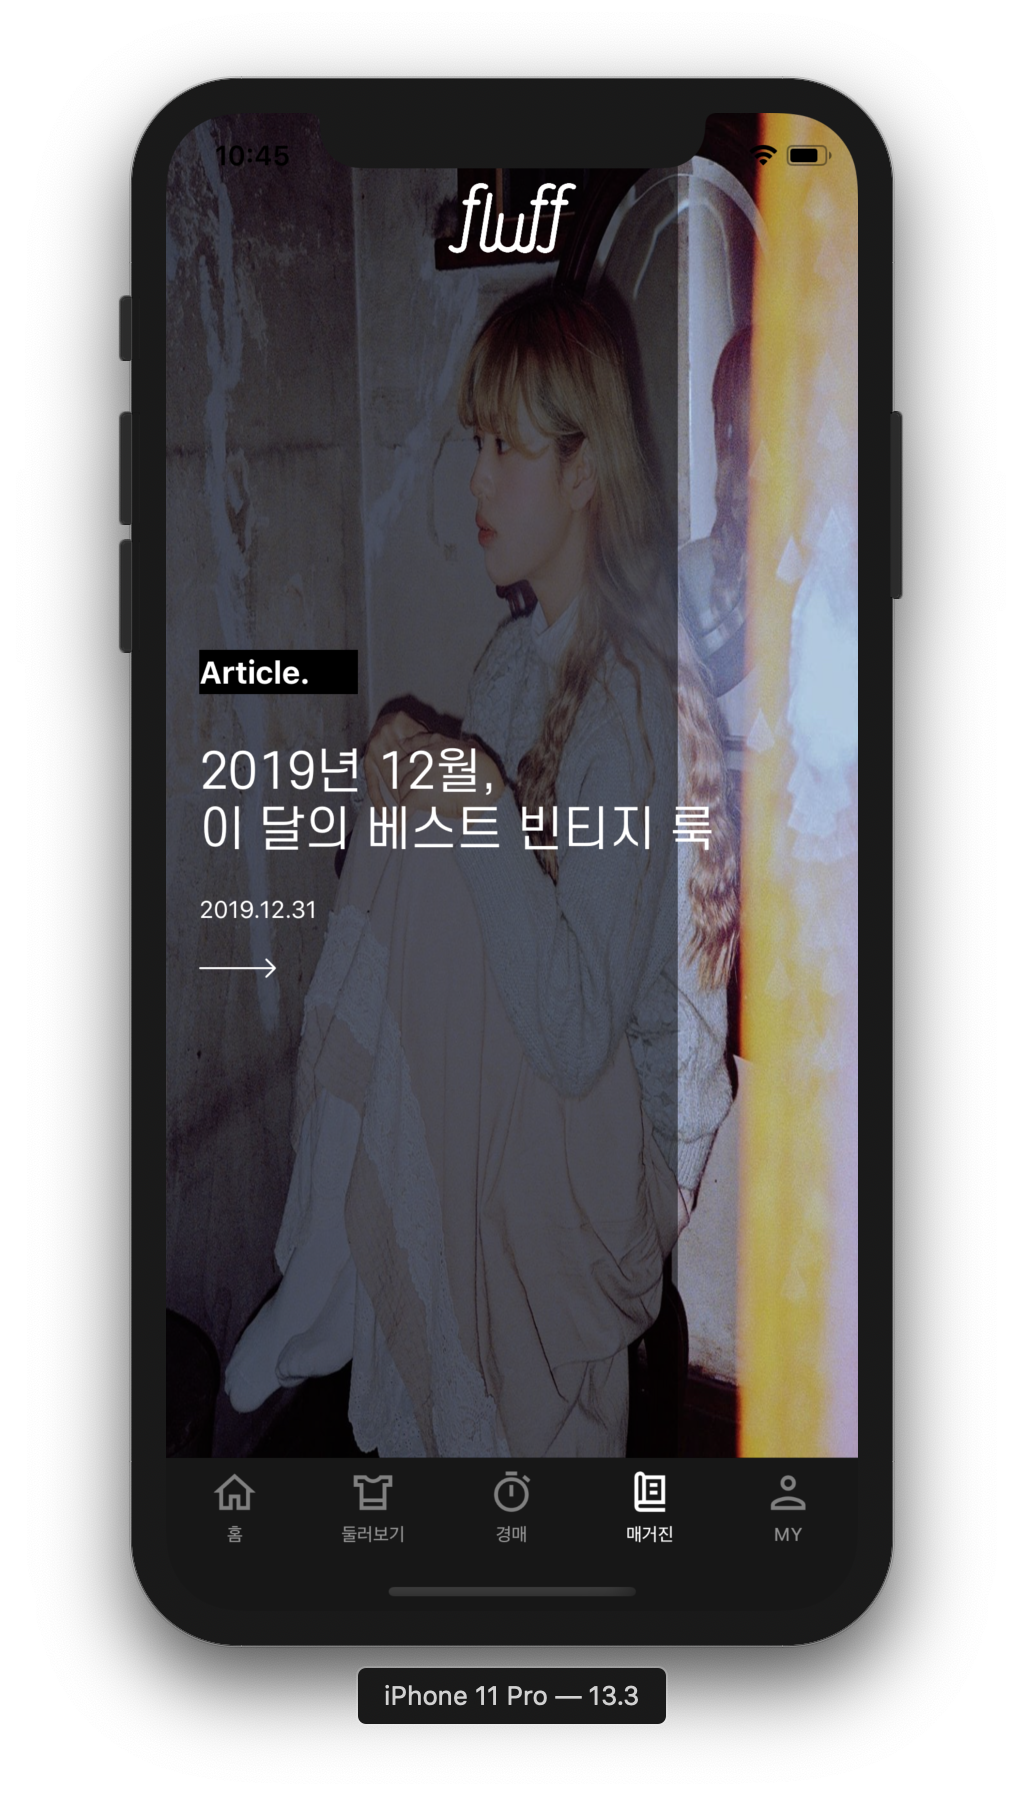 10:45
fluff
Article.
2019년 12월,
이 달의 베스트 빈티지 룩
2019.12.31
홈
둘러보기
경매
매거진
MY
iPhone 11 Pro — 13.3